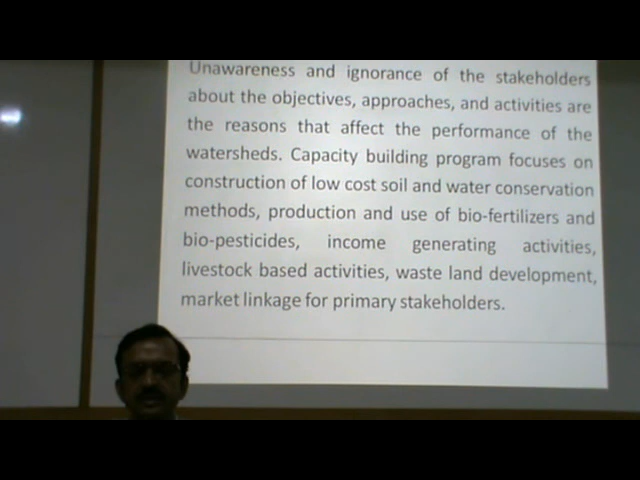 Unawareness and ignorance of the stakeholders
about the objectives, approaches, and activities are
the reasons that affect the performance of the
watersheds. Capacity building program focuses on
construction of low cost soil and water conservation
methods, production and use of bio-fertilizers and
bio-pesticides, income generating activities,
livestock based activities, waste land development,
market linkage for primary stakeholders.